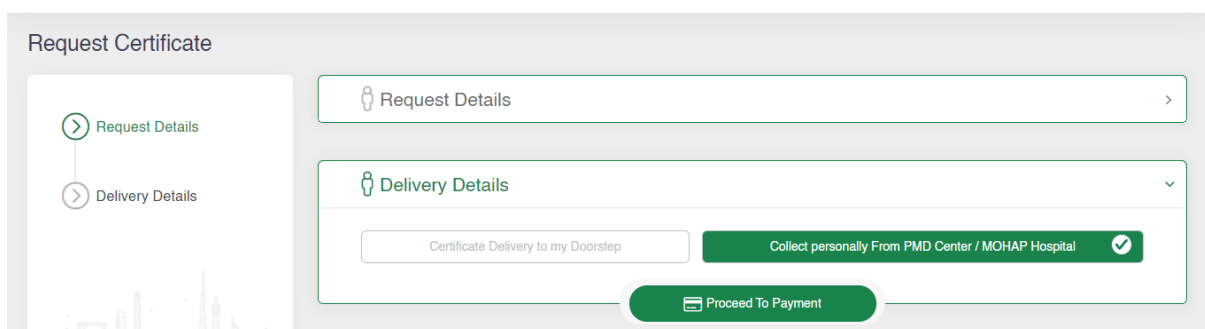 Request Certificate
Request Details
Delivery Details
Request Details
Delivery Details
Certificate Delivery to my Doorstep
Collect personally From PMD Center / MOHAP Hospital
Proceed To Payment